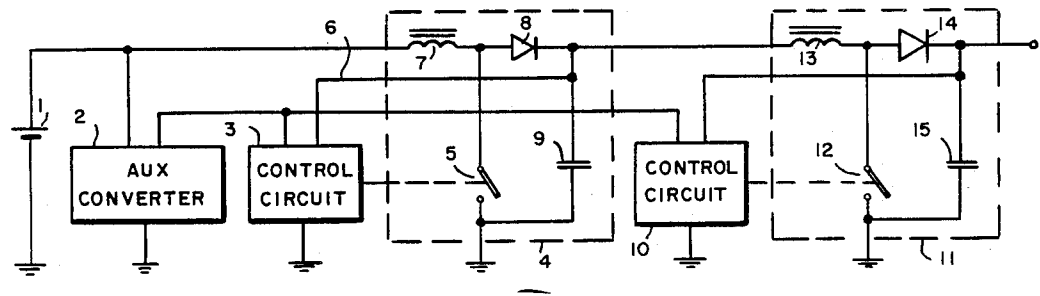 1
2
AUX
CONVERTER
3
CONTROL
CIRCUIT
6
7
8
5
9
4
CONTROL
CIRCUIT
10
13
14
12
15
11